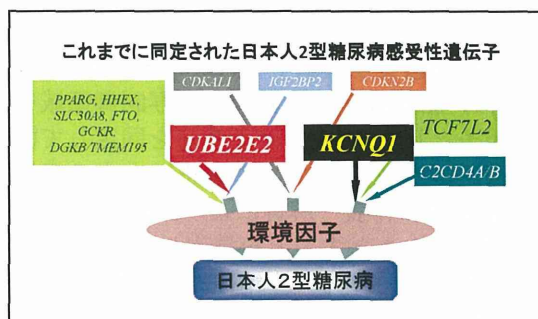 これまでに同定された日本人2型糖尿病感受性遺伝子
CDKAL1
IGF2BP2
CDKN2B
PPARG, HHEX,
SLC30A8, FTO,
GCKR,
DGKB/TMEM195
UBE2E2
KCNQ1
TCF7L2
C2CD4A/B
環境因子
日本人2型糖尿病